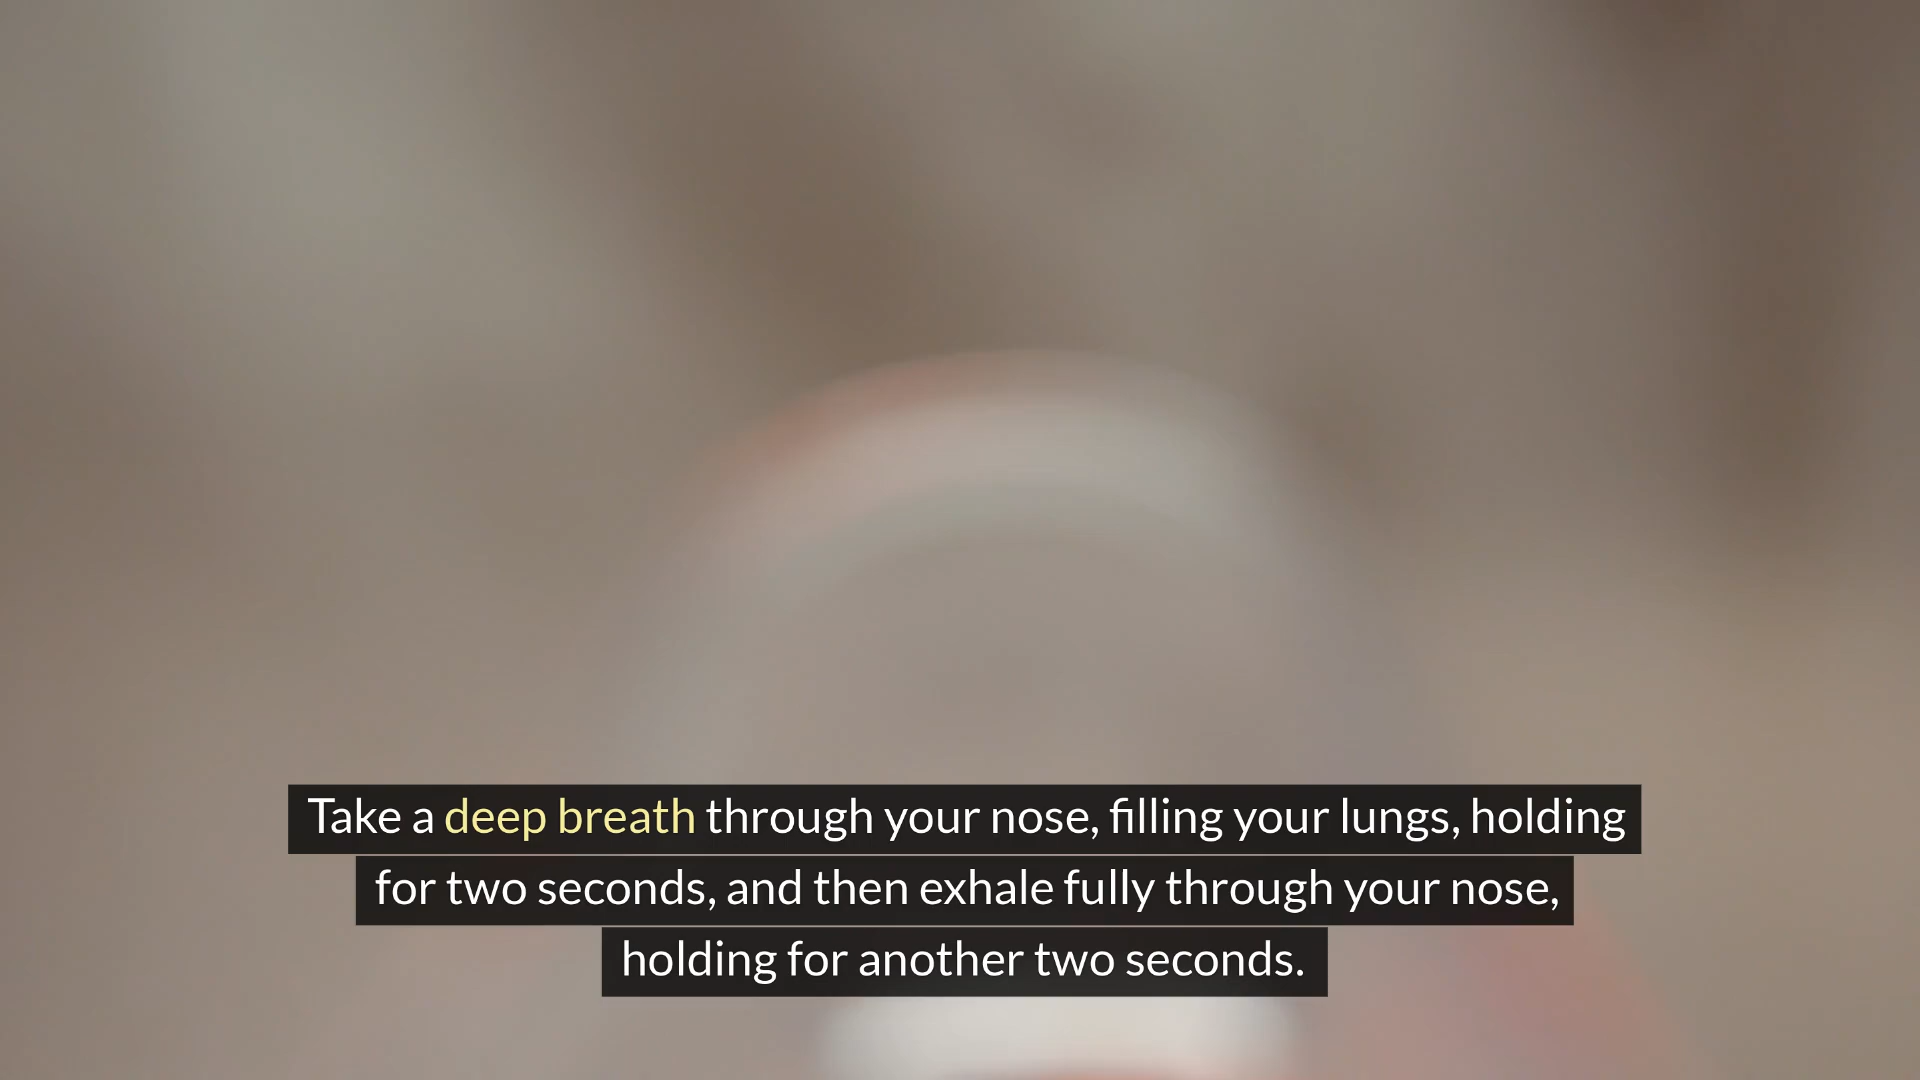 Take a deep breath through your nose, filling your lungs, holding
for two seconds, and then exhale fully through your nose,
holding for another two seconds.